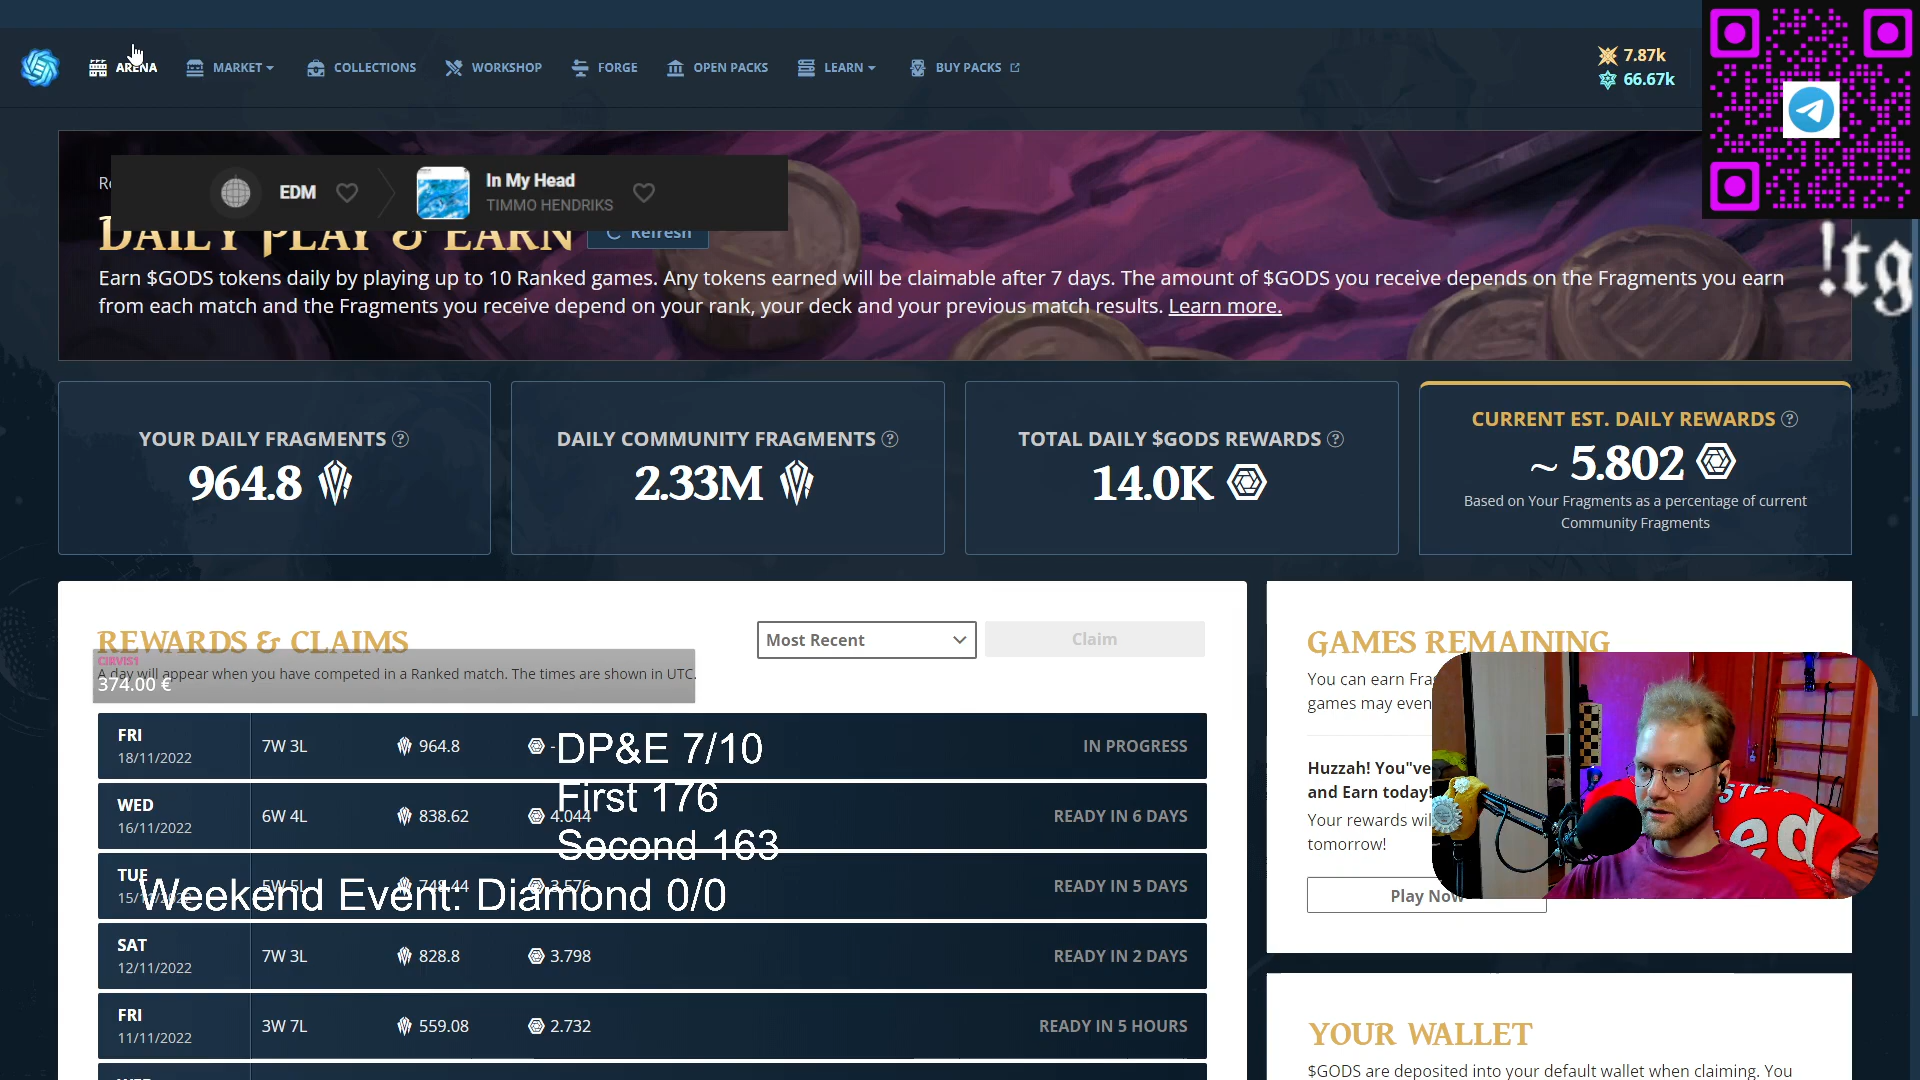 ARENA
MARKET
COLLECTIONS
WORKSHOP
FORGE
OPEN PACKS
LEARN
BUY PACKS
7.87k
66.67k
EDM
In My Head
TIMMO HENDRIKS
DAILY PLAY & EARN
Refresh
!tg
Earn $GODS tokens daily by playing up to 10 Ranked games. Any tokens earned will be claimable after 7 days. The amount of $GODS you receive depends on the Fragments you earn
from each match and the Fragments you receive depend on your rank, your deck and your previous match results. Learn more.
YOUR DAILY FRAGMENTS
964.8
DAILY COMMUNITY FRAGMENTS
2.33M
TOTAL DAILY $GODS REWARDS
14.0K
CURRENT EST. DAILY REWARDS
~ 5.802
Based on Your Fragments as a percentage of current
Community Fragments
REWARDS & CLAIMS
Most Recent
Claim
CIRVIS1
A day will appear when you have competed in a Ranked match. The times are shown in UTC.
374.00 €
FRI
18/11/2022
7W 3L
964.8
-
IN PROGRESS
DP&E 7/10
First 176
Second 163
Weekend Event: Diamond 0/0
WED
16/11/2022
6W 4L
838.62
4.044
READY IN 6 DAYS
TUE
5W 5L
748.44
3.576
READY IN 5 DAYS
SAT
12/11/2022
7W 3L
828.8
3.798
READY IN 2 DAYS
FRI
11/11/2022
3W 7L
559.08
2.732
READY IN 5 HOURS
GAMES REMAINING
You can earn
games may even
Huzzah! You"ve
and Earn today!
Your rewards
tomorrow!
Play Now
YOUR WALLET
$GODS are deposited into your default wallet when claiming. You